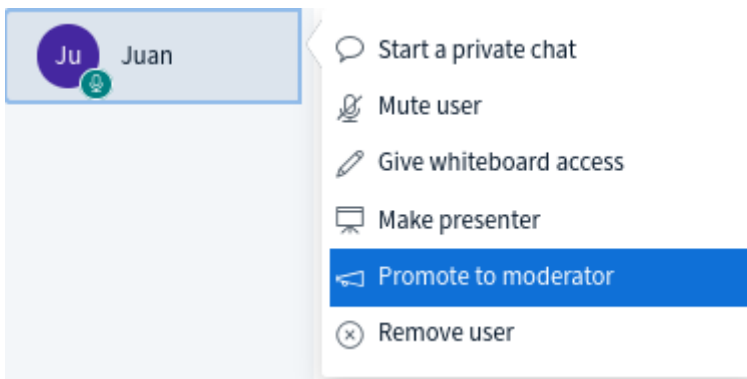 Ju
Juan
Start a private chat
Mute user
Give whiteboard access
Make presenter
Promote to moderator
Remove user